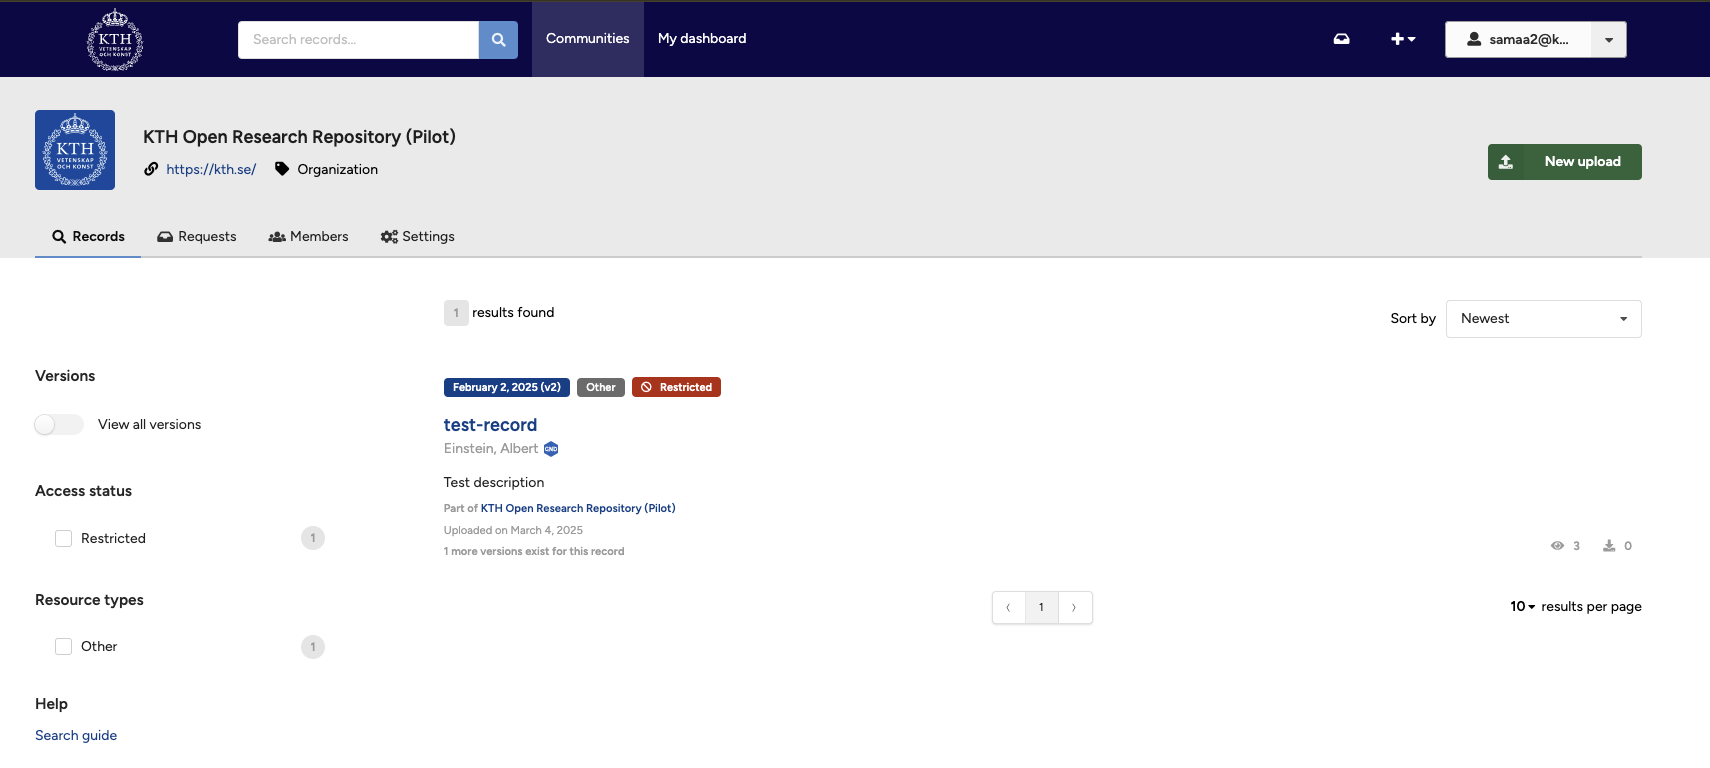 KTH
VETENSKAP
OCH KONST
Search records...
Communities
My dashboard
samaa2@k...
KTH
VETENSKAP
OCH KONST
KTH Open Research Repository (Pilot)
https://kth.se/ Organization
New upload
Records Requests Members Settings
1 results found
Sort by Newest
Versions
View all versions
Access status
Restricted 1
Resource types
Other 1
Help
Search guide
February 2, 2025 (v2) Other Restricted
test-record
Einstein, Albert GND
Test description
Part of KTH Open Research Repository (Pilot)
Uploaded on March 4, 2025
1 more versions exist for this record
3 0
‹ 1 ›
10 results per page